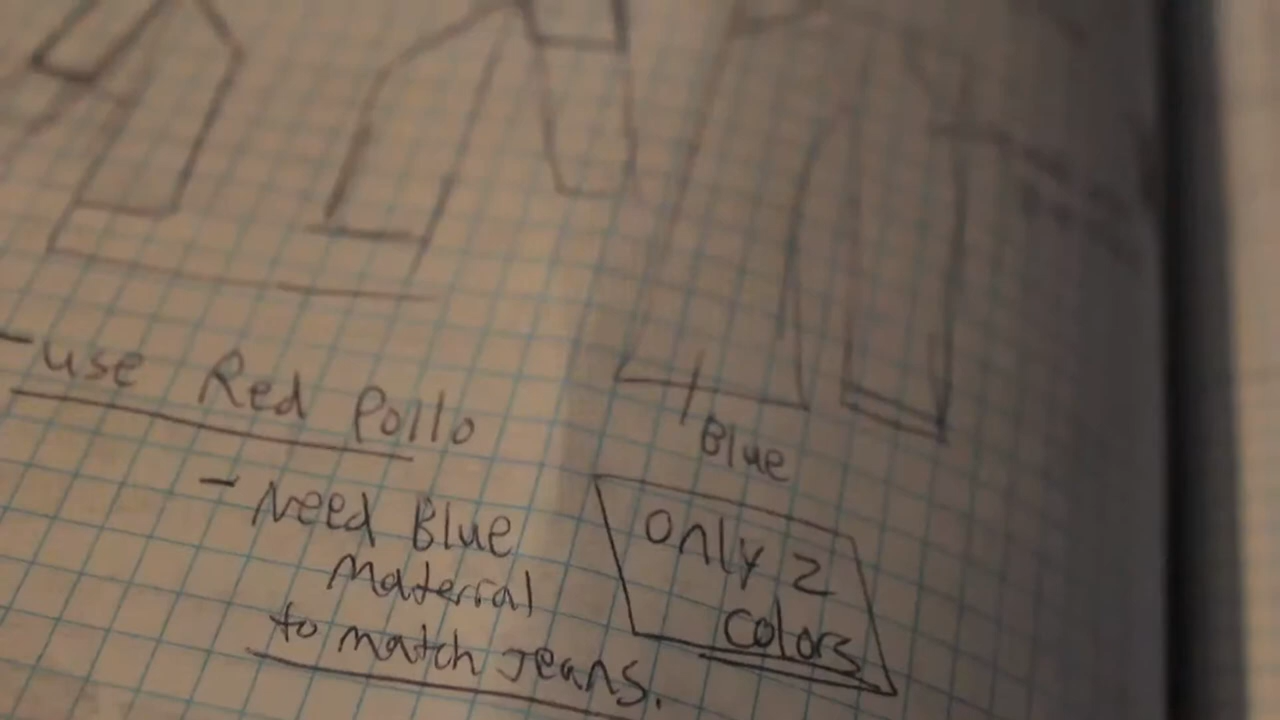 -use Red Pollo
Blue
-Need Blue
Material
to match Jeans.
only 2
colors